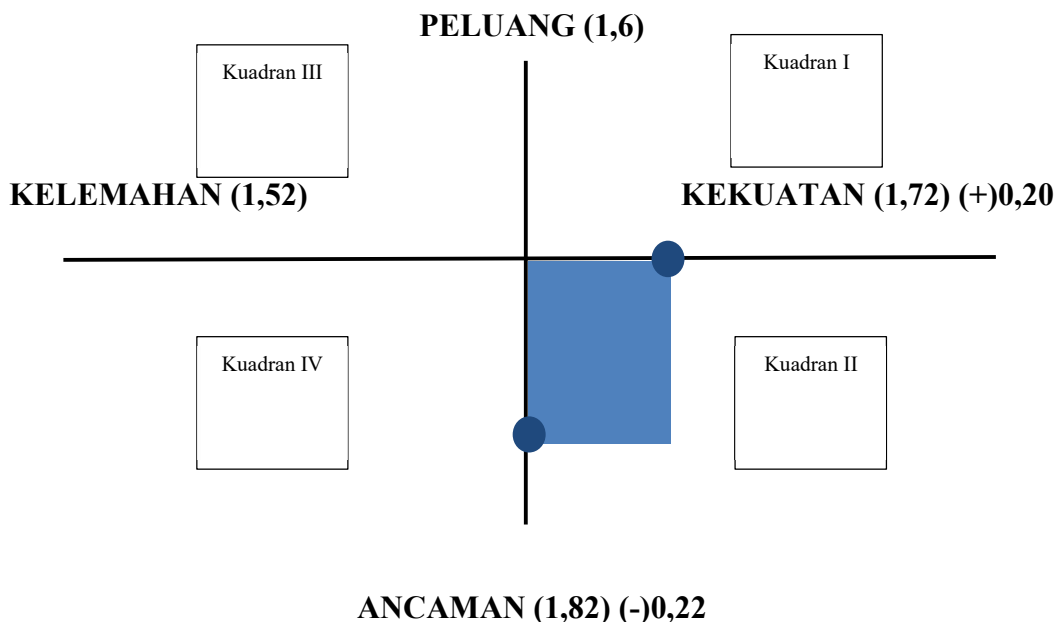 PELUANG (1,6)
Kuadran III
Kuadran I
KELEMAHAN (1,52)
KEKUATAN (1,72) (+)0,20
Kuadran IV
Kuadran II
ANCAMAN (1,82) (-)0,22